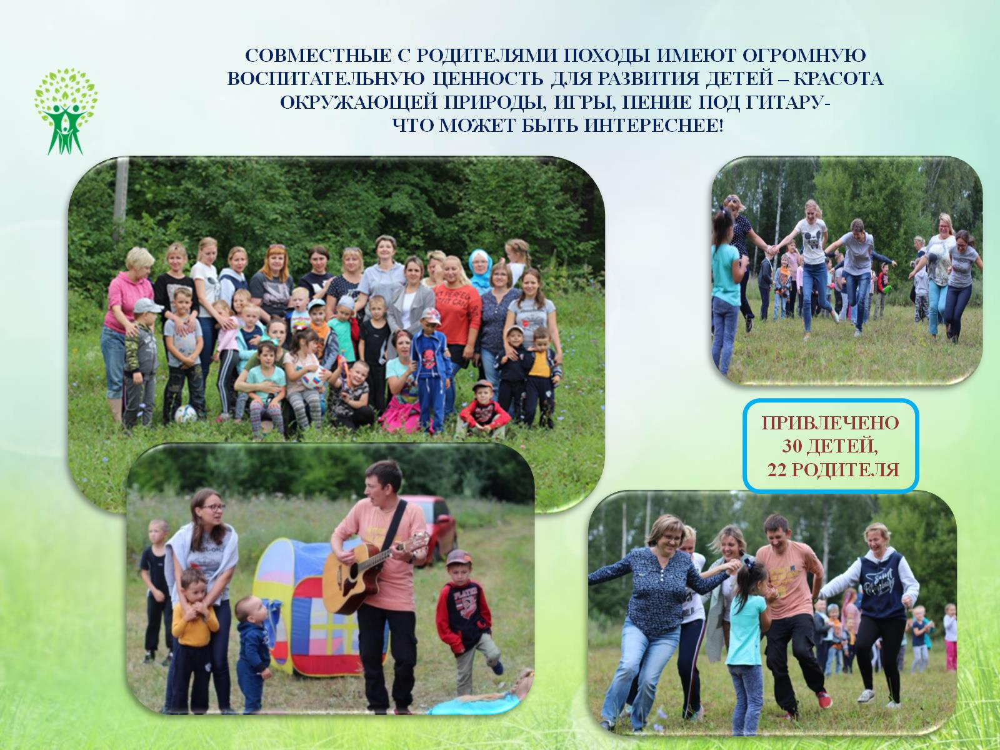 СОВМЕСТНЫЕ С РОДИТЕЛЯМИ ПОХОДЫ ИМЕЮТ ОГРОМНУЮ
ВОСПИТАТЕЛЬНУЮ ЦЕННОСТЬ ДЛЯ РАЗВИТИЯ ДЕТЕЙ – КРАСОТА
ОКРУЖАЮЩЕЙ ПРИРОДЫ, ИГРЫ, ПЕНИЕ ПОД ГИТАРУ-
ЧТО МОЖЕТ БЫТЬ ИНТЕРЕСНЕЕ!
ПРИВЛЕЧЕНО
30 ДЕТЕЙ,
22 РОДИТЕЛЯ